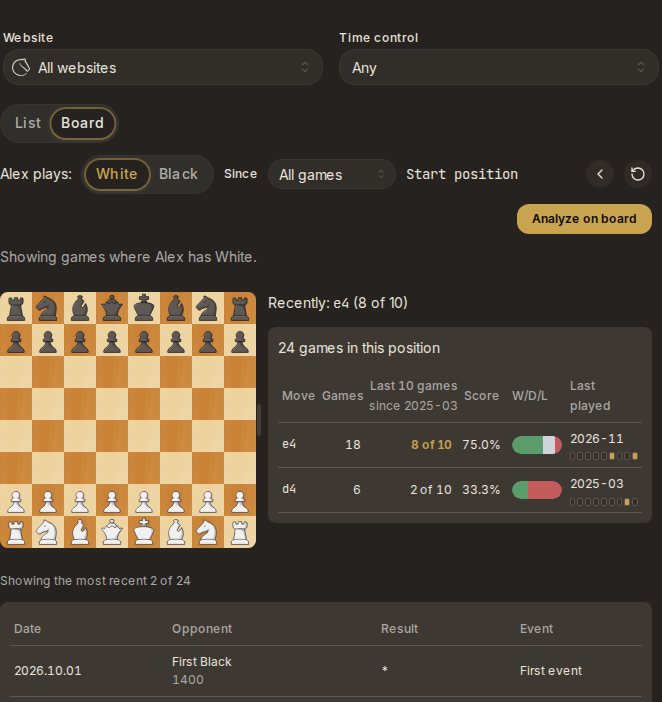 Website
Time control
All websites
Any
List Board
Alex plays: White Black Since All games Start position
Analyze on board
Showing games where Alex has White.
Recently: e4 (8 of 10)
24 games in this position
Move Games Last 10 games since 2025-03 Score W/D/L Last played
e4 18 8 of 10 75.0% 2026-11
d4 6 2 of 10 33.3% 2025-03
Showing the most recent 2 of 24
Date Opponent Result Event
2026.10.01 First Black * First event
1400